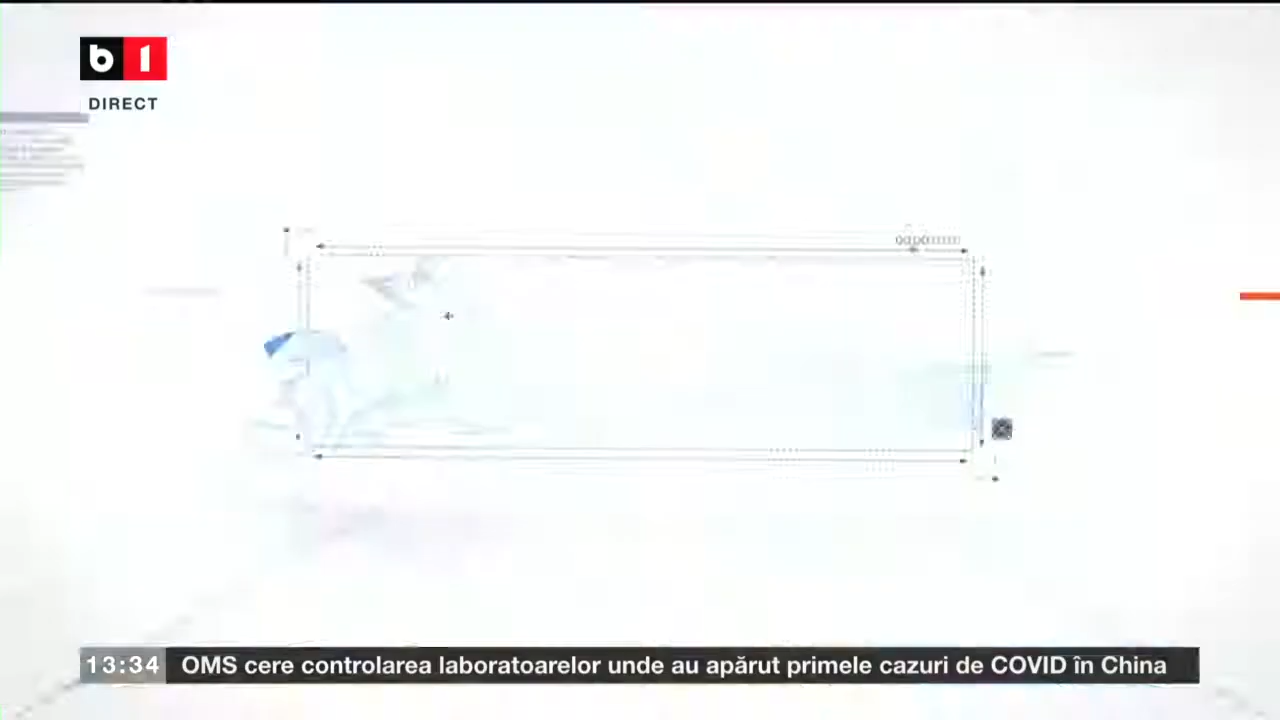 b1
DIRECT
13:34 OMS cere controlarea laboratoarelor unde au apărut primele cazuri de COVID în China